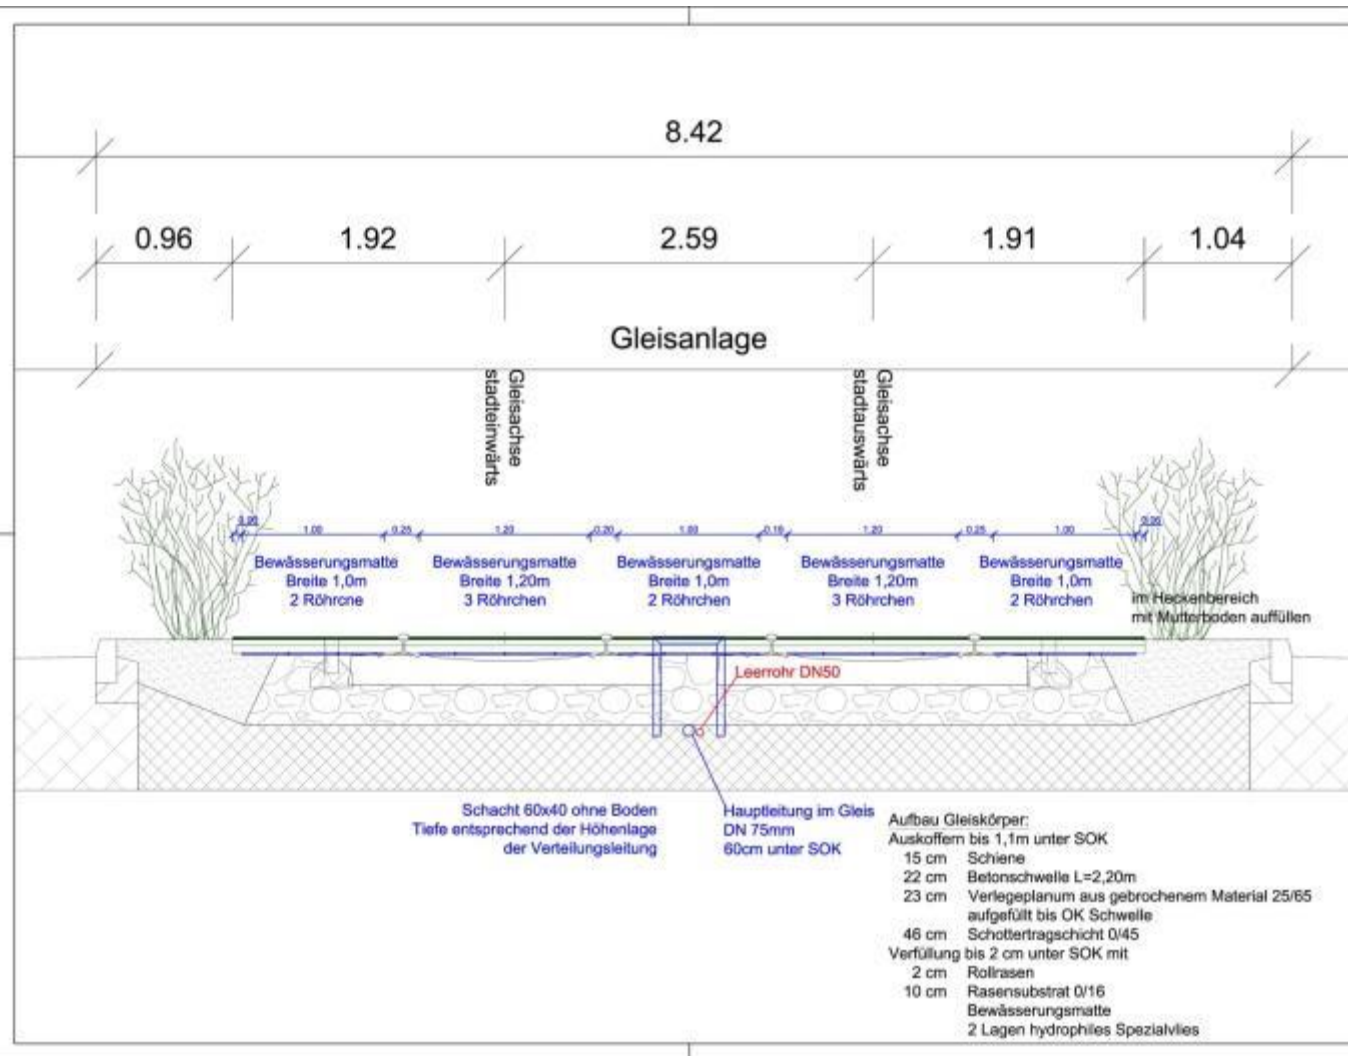 8.42
0.96 1.92 2.59 1.91 1.04
Gleisanlage
Gleisachse
stadteinwärts
Gleisachse
stadtauswärts
1.00 0.25 1.20 0.20 1.00 0.19 1.20 0.25 1.00
Bewässerungsmatte
Breite 1,0m
2 Röhrcne
Bewässerungsmatte
Breite 1,20m
3 Röhrchen
Bewässerungsmatte
Breite 1,0m
2 Röhrchen
Bewässerungsmatte
Breite 1,20m
3 Röhrchen
Bewässerungsmatte
Breite 1,0m
2 Röhrchen
im Heckenbereich
mit Mutterboden auffüllen
Leerrohr DN50
Schacht 60x40 ohne Boden
Tiefe entsprechend der Höhenlage
der Verteilungsleitung
Hauptleitung im Gleis
DN 75mm
60cm unter SOK
Aufbau Gleiskörper:
Auskoffern bis 1,1m unter SOK
15 cm Schiene
22 cm Betonschwelle L=2,20m
23 cm Verlegeplanum aus gebrochenem Material 25/65
aufgefüllt bis OK Schwelle
46 cm Schottertragschicht 0/45
Verfüllung bis 2 cm unter SOK mit
2 cm Rollrasen
10 cm Rasensubstrat 0/16
Bewässerungsmatte
2 Lagen hydrophiles Spezialvlies